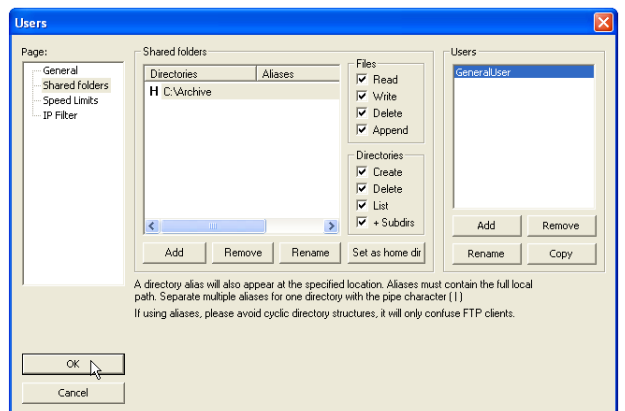 Users
Page:
General
Shared folders
Speed Limits
IP Filter
Shared folders
Directories Aliases
H C:\Archive
Files
Read
Write
Delete
Append
Directories
Create
Delete
List
+ Subdirs
Add Remove Rename Set as home dir
Users
GeneralUser
Add Remove
Rename Copy
A directory alias will also appear at the specified location. Aliases must contain the full local
path. Separate multiple aliases for one directory with the pipe character ( | )
If using aliases, please avoid cyclic directory structures, it will only confuse FTP clients.
OK
Cancel